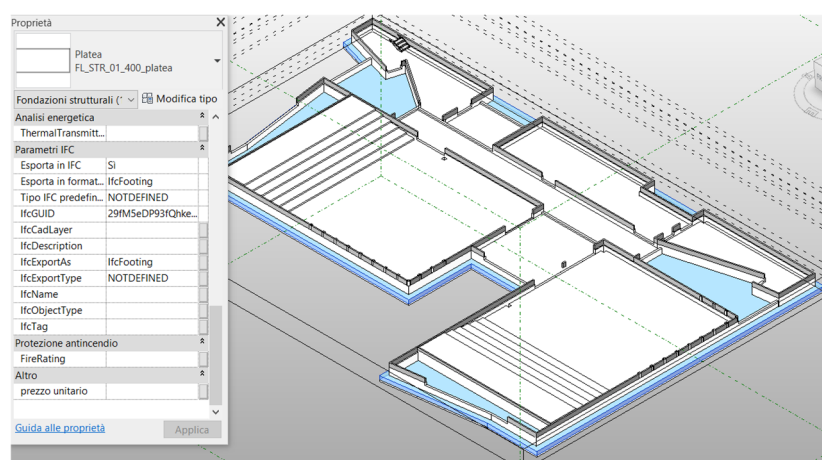 Proprietà
Platea
FL_STR_01_400_platea
Fondazioni strutturali (
Modifica tipo
Analisi energetica
ThermalTransmitt...
Parametri IFC
Esporta in IFC Sì
Esporta in format... IfcFooting
Tipo IFC predefin... NOTDEFINED
IfcGUID 29fM5eDP93fQhke...
IfcCadLayer
IfcDescription
IfcExportAs IfcFooting
IfcExportType NOTDEFINED
IfcName
IfcObjectType
IfcTag
Protezione antincendio
FireRating
Altro
prezzo unitario
Guida alle proprietà
Applica